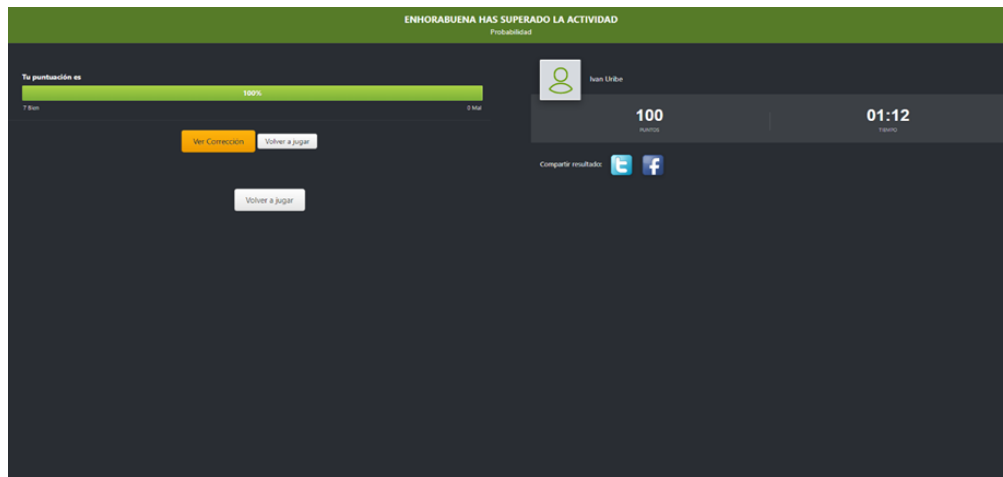 ENHORABUENA HAS SUPERADO LA ACTIVIDAD
Probabilidad
Tu puntuación es
100%
7 Bien
0 Mal
Ver Corrección
Volver a jugar
Volver a jugar
Ivan Uribe
100
PUNTOS
01:12
TIEMPO
Compartir resultado: